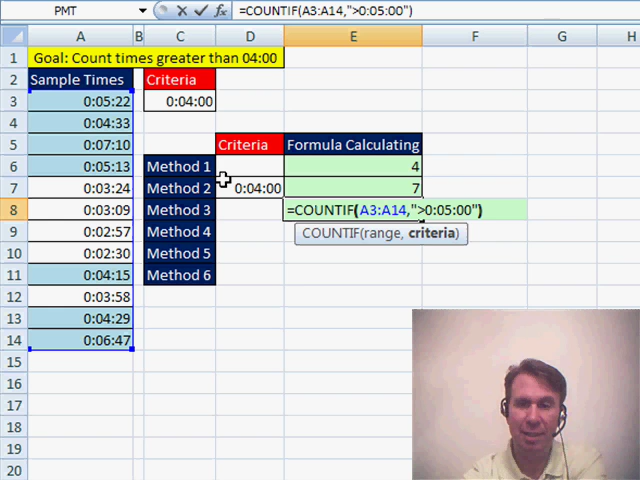 PMT =COUNTIF(A3:A14,">0:05:00")
A B C D E F G H
1 Goal: Count times greater than 04:00
2 Sample Times Criteria
3 0:05:22 0:04:00
4 0:04:33
5 0:07:10 Criteria Formula Calculating
6 0:05:13 Method 1 4
7 0:03:24 Method 2 0:04:00 7
8 0:03:09 Method 3 =COUNTIF(A3:A14,">0:05:00")
9 0:02:57 Method 4 COUNTIF(range, criteria)
10 0:02:30 Method 5
11 0:04:15 Method 6
12 0:03:58
13 0:04:29
14 0:06:47
15
16
17
18
19
20